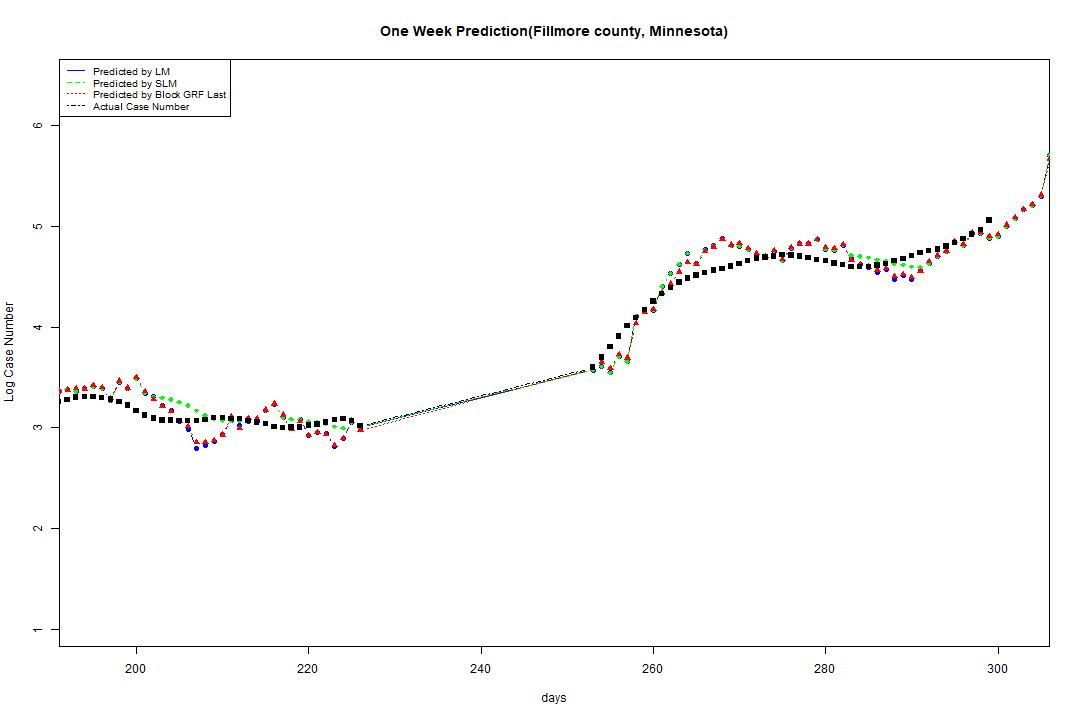 One Week Prediction(Fillmore county, Minnesota)
Predicted by LM
Predicted by SLM
Predicted by Block GRF Last
Actual Case Number
Log Case Number
6
5
4
3
2
1
200 220 240 260 280 300
days